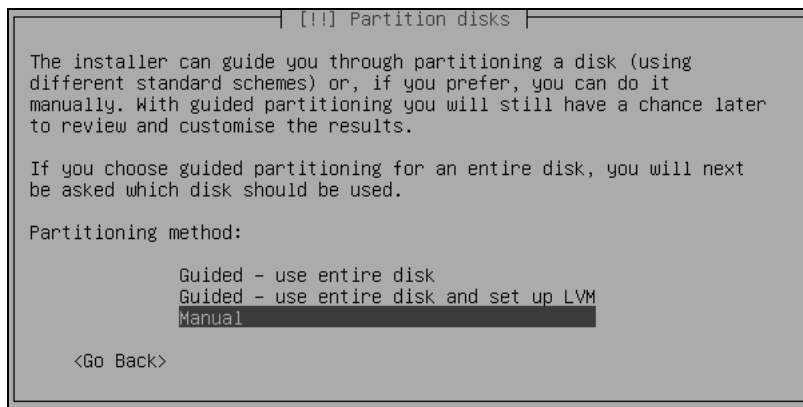 [!!] Partition disks
The installer can guide you through partitioning a disk (using
different standard schemes) or, if you prefer, you can do it
manually. With guided partitioning you will still have a chance later
to review and customise the results.
If you choose guided partitioning for an entire disk, you will next
be asked which disk should be used.
Partitioning method:
Guided - use entire disk
Guided - use entire disk and set up LVM
Manual
<Go Back>